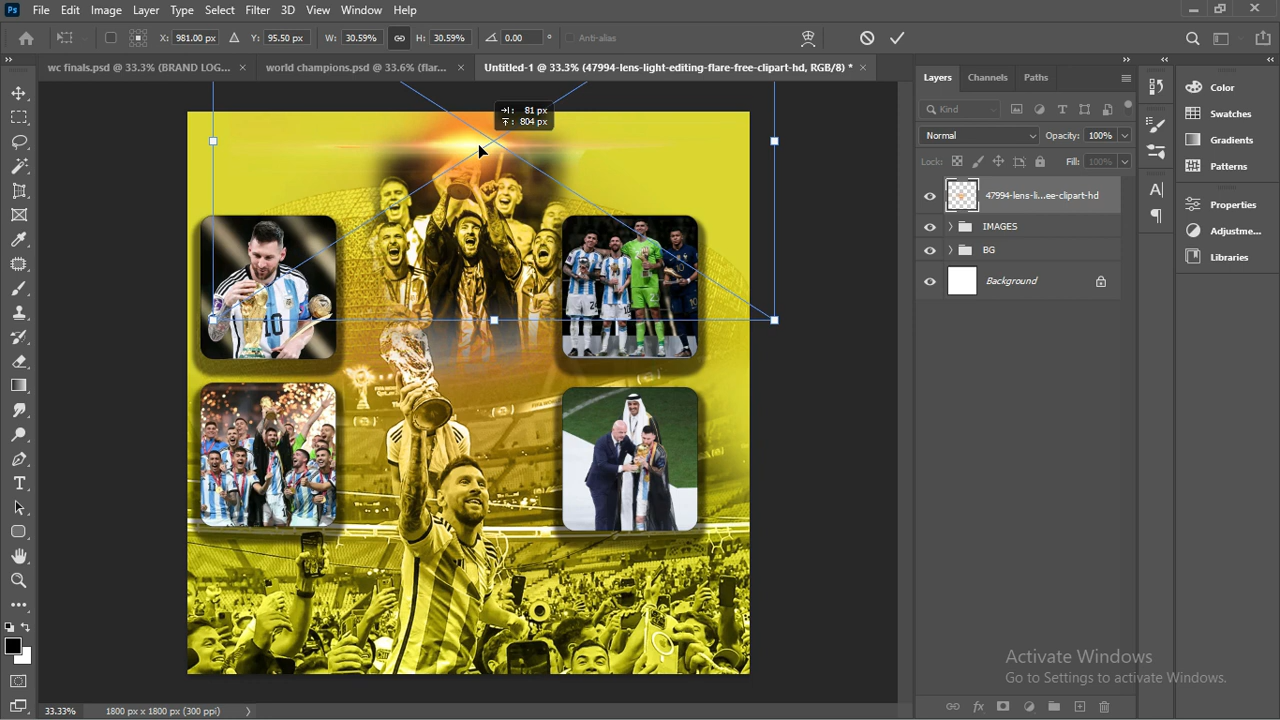 Ps File Edit Image Layer Type Select Filter 3D View Window Help
X: 981.00 px Y: 95.50 px W: 30.59% H: 30.59% 0.00 ° Anti-alias
wc finals.psd @ 33.3% (BRAND LOG... × world champions.psd @ 33.6% (flar... × Untitled-1 @ 33.3% (47994-lens-light-editing-flare-free-clipart-hd, RGB/8) * ×
81 px
804 px
10
Layers Channels Paths
Kind
Normal Opacity: 100%
Lock: Fill: 100%
47994-lens-li...ee-clipart-hd
IMAGES
BG
Background
Color
Swatches
Gradients
Patterns
Properties
Adjustme...
Libraries
Activate Windows
Go to Settings to activate Windows.
33.33% 1800 px x 1800 px (300 ppi)